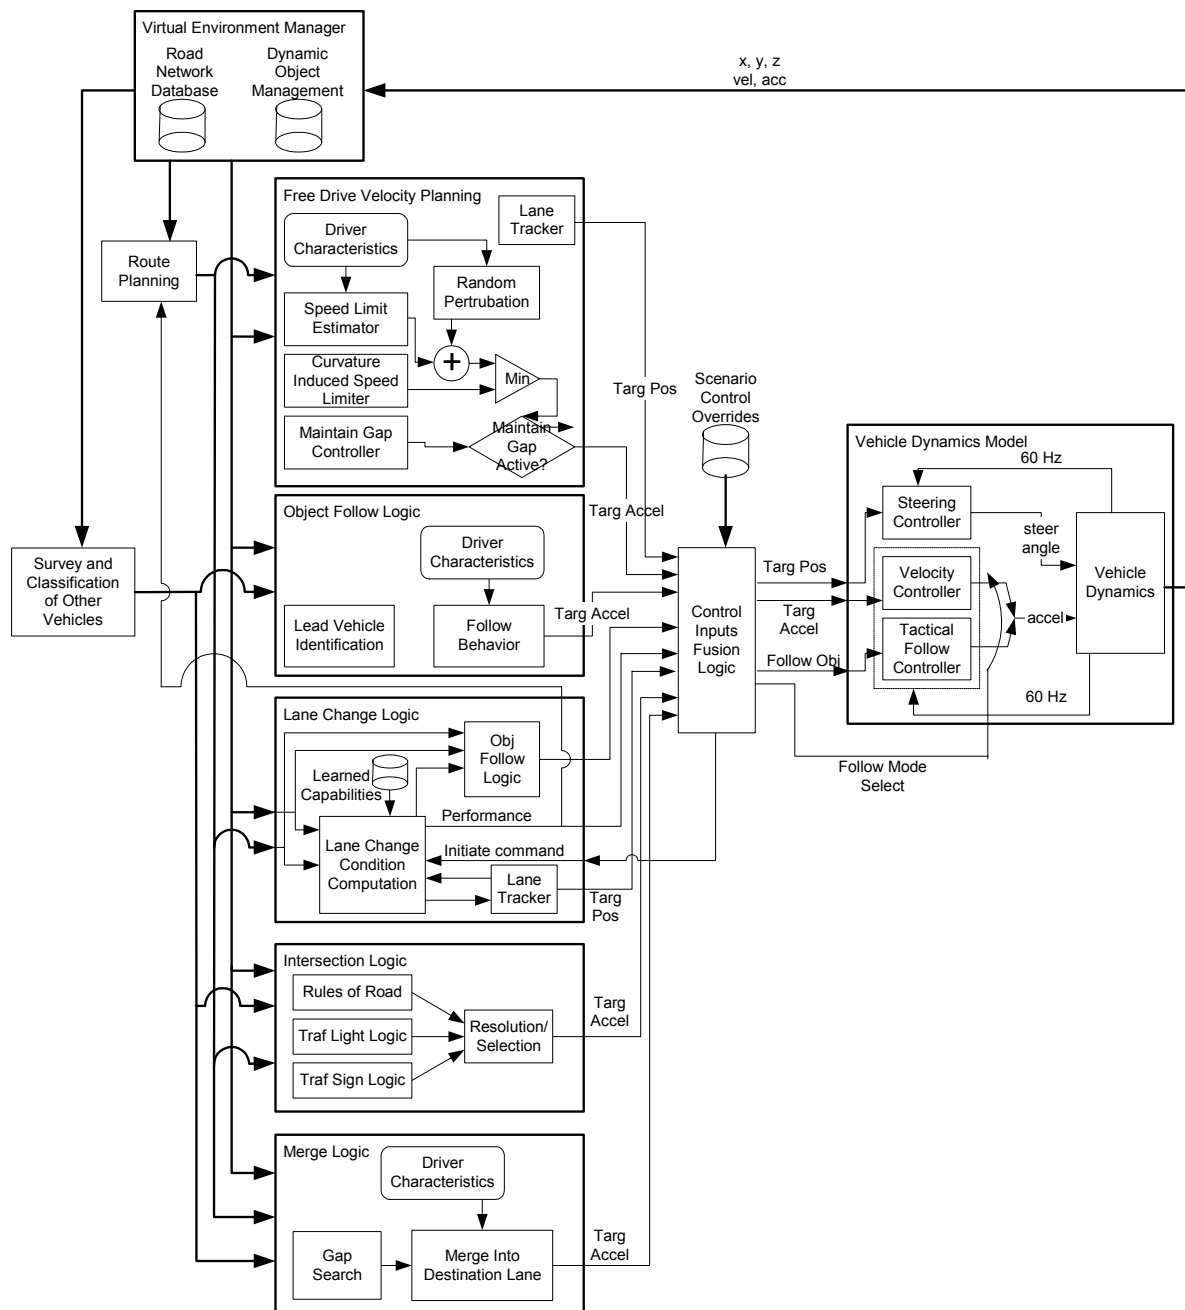 Virtual Environment Manager
Road
Network
Database
Dynamic
Object
Management
x, y, z
vel, acc
Free Drive Velocity Planning
Driver
Characteristics
Lane
Tracker
Route
Planning
Random
Pertrubation
Speed Limit
Estimator
+
Curvature
Induced Speed
Limiter
Min
Maintain Gap
Controller
Maintain
Gap
Active?
Targ Pos
Scenario
Control
Overrides
Vehicle Dynamics Model
60 Hz
Steering
Controller
steer
angle
Velocity
Controller
Vehicle
Dynamics
accel
Tactical
Follow
Controller
60 Hz
Object Follow Logic
Targ Accel
Driver
Characteristics
Survey and
Classification
of Other
Vehicles
Lead Vehicle
Identification
Follow
Behavior
Targ Accel
Control
Inputs
Fusion
Logic
Targ Pos
Targ
Accel
Follow Obj
Follow Mode
Select
Lane Change Logic
Obj
Follow
Logic
Learned
Capabilities
Performance
Lane Change
Condition
Computation
Initiate command
Lane
Tracker
Targ
Pos
Intersection Logic
Rules of Road
Traf Light Logic
Traf Sign Logic
Resolution/
Selection
Targ
Accel
Merge Logic
Driver
Characteristics
Gap
Search
Merge Into
Destination Lane
Targ
Accel